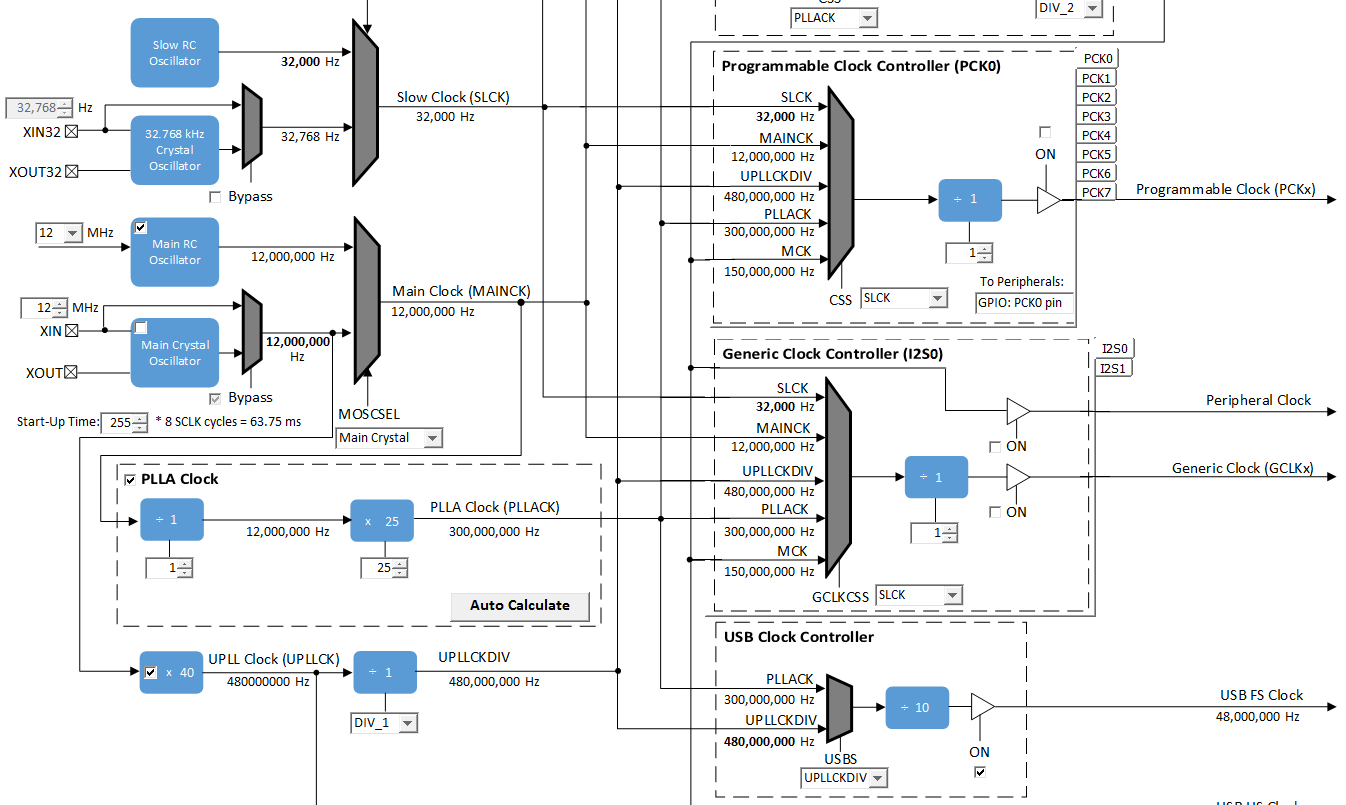 CSS
PLLACK
DIV_2
Slow RC
Oscillator
32,000 Hz
32,768 Hz
XIN32
32.768 kHz
Crystal
Oscillator
XOUT32
32,768 Hz
Bypass
Slow Clock (SLCK)
32,000 Hz
12 MHz
Main RC
Oscillator
12,000,000 Hz
12 MHz
XIN
Main Crystal
Oscillator
XOUT
12,000,000
Hz
Bypass
Main Clock (MAINCK)
12,000,000 Hz
Start-Up Time: 255 * 8 SCLK cycles = 63.75 ms
MOSCSEL
Main Crystal
PLLA Clock
÷ 1
1
12,000,000 Hz
x 25
25
PLLA Clock (PLLACK)
300,000,000 Hz
Auto Calculate
x 40
UPLL Clock (UPLLCK)
480000000 Hz
÷ 1
DIV_1
UPLLCKDIV
480,000,000 Hz
Programmable Clock Controller (PCK0)
SLCK
32,000 Hz
MAINCK
12,000,000 Hz
UPLLCKDIV
480,000,000 Hz
PLLACK
300,000,000 Hz
MCK
150,000,000 Hz
CSS SLCK
÷ 1
1
ON
To Peripherals:
GPIO: PCK0 pin
PCK0
PCK1
PCK2
PCK3
PCK4
PCK5
PCK6
PCK7
Programmable Clock (PCKx)
Generic Clock Controller (I2S0)
I2S0
I2S1
SLCK
32,000 Hz
MAINCK
12,000,000 Hz
UPLLCKDIV
480,000,000 Hz
PLLACK
300,000,000 Hz
MCK
150,000,000 Hz
GCLKCSS SLCK
÷ 1
1
ON
ON
Peripheral Clock
Generic Clock (GCLKx)
USB Clock Controller
PLLACK
300,000,000 Hz
UPLLCKDIV
480,000,000 Hz
USBS
UPLLCKDIV
÷ 10
ON
USB FS Clock
48,000,000 Hz